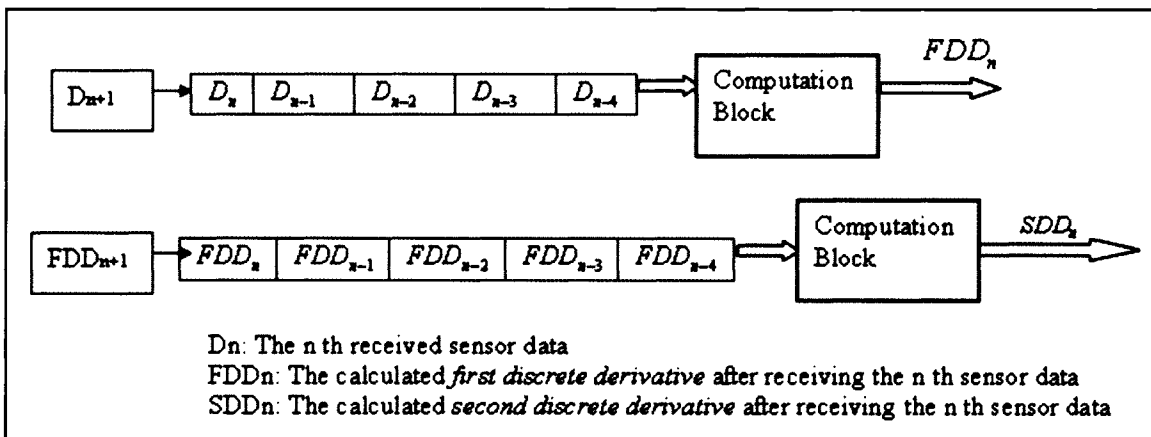 FDDₙ
Dn+1
Dₙ Dₙ₋₁ Dₙ₋₂ Dₙ₋₃ Dₙ₋₄
Computation
Block
FDDn+1
FDDₙ FDDₙ₋₁ FDDₙ₋₂ FDDₙ₋₃ FDDₙ₋₄
Computation
Block
SDDₙ
Dn: The n th received sensor data
FDDn: The calculated first discrete derivative after receiving the n th sensor data
SDDn: The calculated second discrete derivative after receiving the n th sensor data